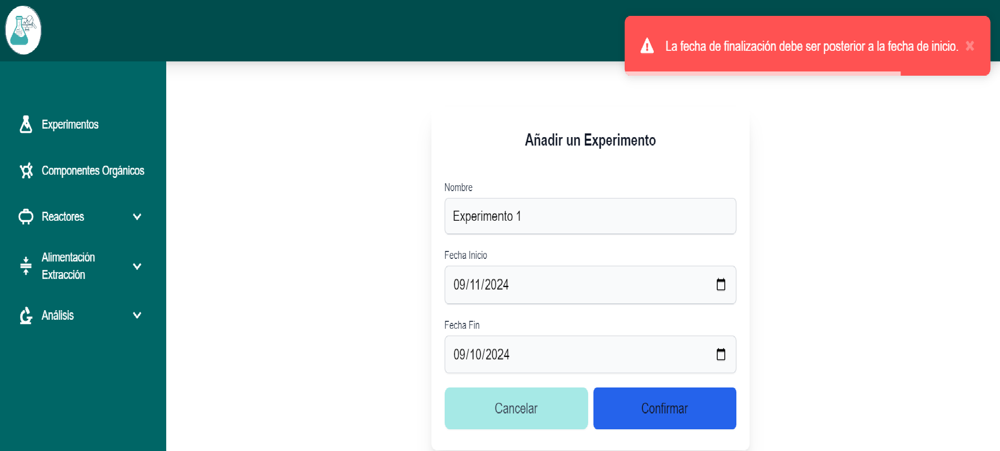 La fecha de finalización debe ser posterior a la fecha de inicio.
Experimentos
Componentes Orgánicos
Reactores
Alimentación
Extracción
Análisis
Añadir un Experimento
Nombre
Experimento 1
Fecha Inicio
09/11/2024
Fecha Fin
09/10/2024
Cancelar
Confirmar